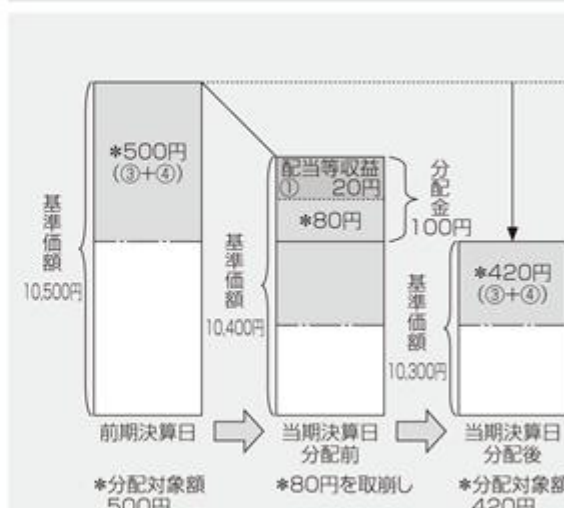 *500円
(③+④)
基準価額
10,500円
前期決算日
*分配対象額
500円
配当等収益
① 20円
*80円
分配金
100円
基準価額
10,400円
当期決算日
分配前
*80円を取崩し
*420円
(③+④)
基準価額
10,300円
当期決算日
分配後
*分配対象額
420円